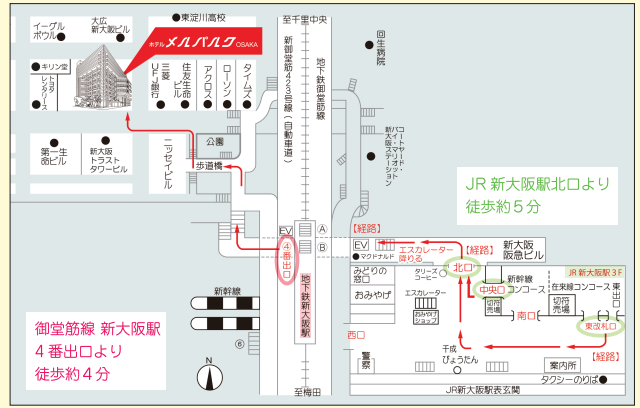 イーグル
ボウル
大広
新大阪ビル
東淀川高校
至千里中央
回生
病院
ホテル メルパルク OSAKA
キリン堂
トヨタ
レンタリース
三菱
UFJ銀行
住友生命
ビル
アクロス
ローソン
タイムズ
新御堂筋423号線(自動車道)
地下鉄御堂筋線
コートヤード・
バイ・マリオット
新大阪ステーション
第一生
命ビル
新大阪
トラスト
タワービル
ニッセイビル
公園
歩道橋
JR 新大阪駅北口より
徒歩約5分
EV
Ⓐ
Ⓑ
④番出口
地下鉄新大阪駅
【経路】
EV
エスカレーター
降りる
マクドナルド
【経路】
新大阪
阪急ビル
みどりの
窓口
タリーズ
コーヒー
北口
新幹線
コンコース
JR 新大阪駅3F
在来線コンコース
東口
おみやげ
エスカレーター
おみやげ
ショップ
中央口
切符
売場
南口
切符
売場
東改札口
新幹線
御堂筋線 新大阪駅
4番出口より
徒歩約4分
⑥
N
西口
警察
千成
びょうたん
【経路】
案内所
タクシーのりば
JR新大阪駅表玄関
至梅田